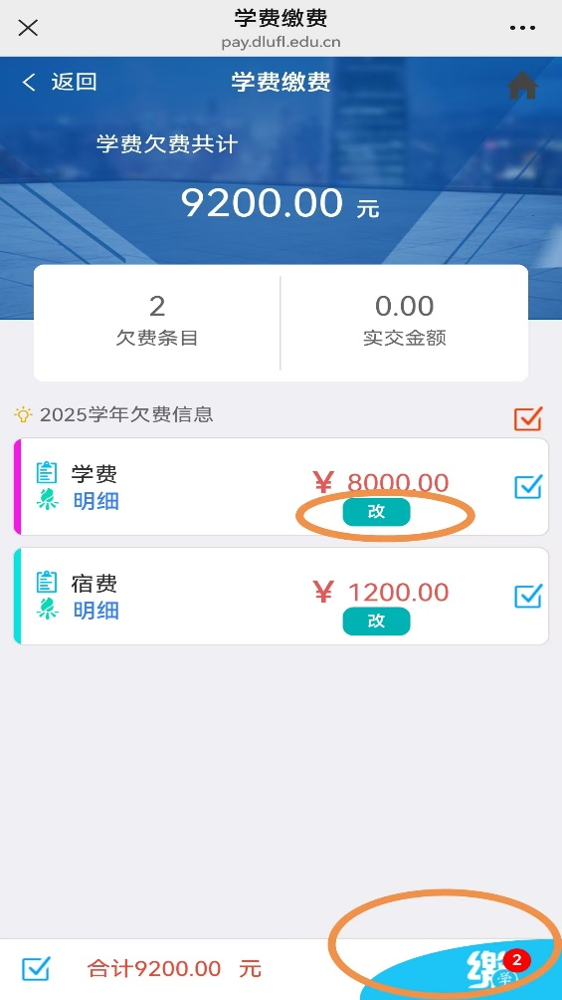 学费缴费
pay.dlufl.edu.cn
返回 学费缴费
学费欠费共计
9200.00 元
2
欠费条目
0.00
实交金额
2025学年欠费信息
学费
明细
¥ 8000.00
改
宿费
明细
¥ 1200.00
改
合计9200.00 元
缴
2
学